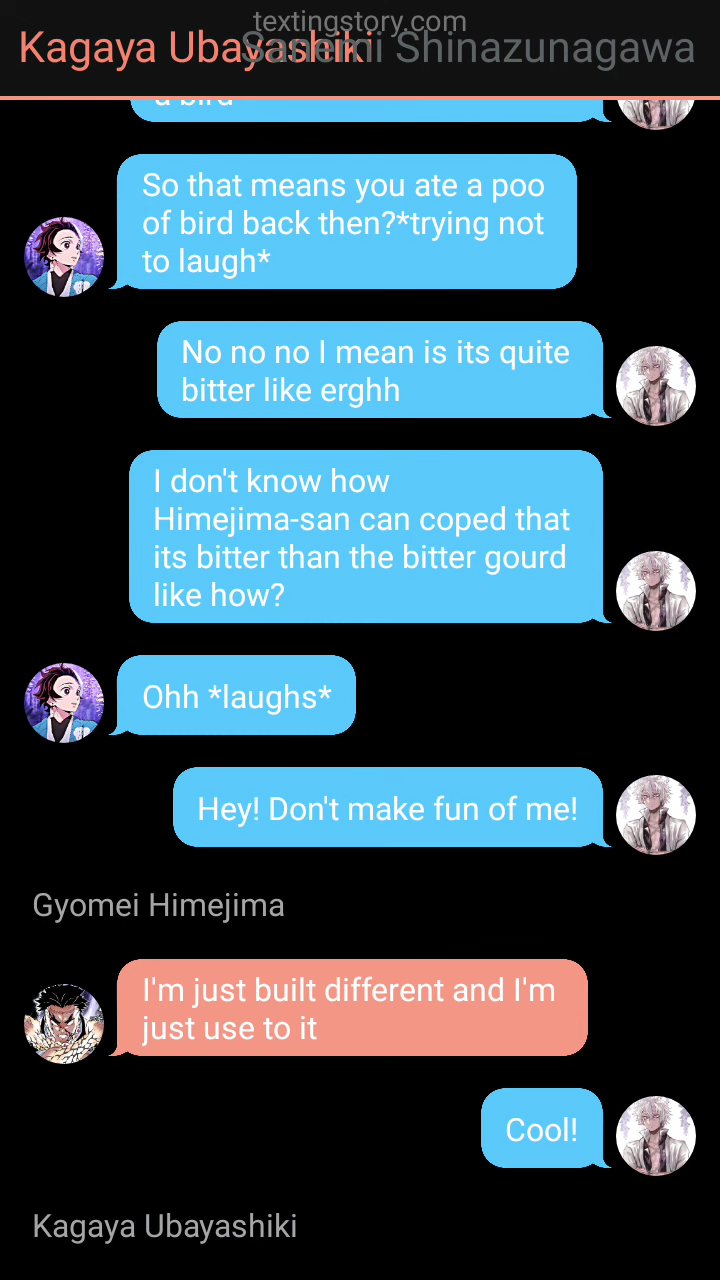 textingstory.com
Kagaya Ubayashiki
Sanemi Shinazunagawa
a bird
So that means you ate a poo
of bird back then?*trying not
to laugh*
No no no I mean is its quite
bitter like erghh
I don't know how
Himejima-san can coped that
its bitter than the bitter gourd
like how?
Ohh *laughs*
Hey! Don't make fun of me!
Gyomei Himejima
I'm just built different and I'm
just use to it
Cool!
Kagaya Ubayashiki